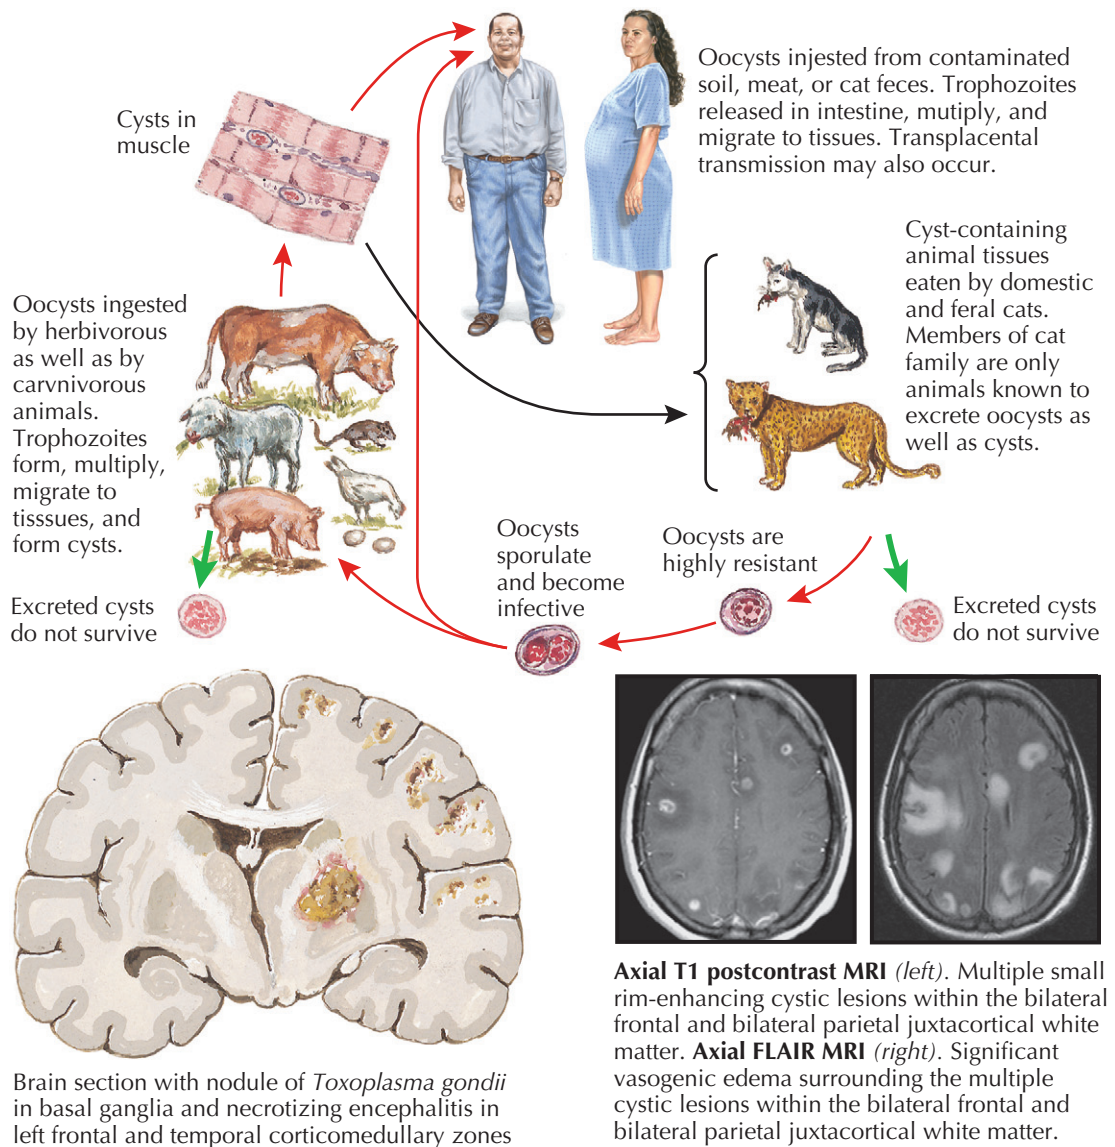 Oocysts injected from contaminated
soil, meat, or cat feces. Trophozoites
released in intestine, mutiply, and
migrate to tissues. Transplacental
transmission may also occur.
Cysts in
muscle
Cyst-containing
animal tissues
eaten by domestic
and feral cats.
Members of cat
family are only
animals known to
excrete oocysts as
well as cysts.
Oocysts ingested
by herbivorous
as well as by
carvnivorous
animals.
Trophozoites
form, multiply,
migrate to
tisssues, and
form cysts.
Oocysts
sporulate
and become
infective
Oocysts are
highly resistant
Excreted cysts
do not survive
Excreted cysts
do not survive
Axial T1 postcontrast MRI (left). Multiple small
rim-enhancing cystic lesions within the bilateral
frontal and bilateral parietal juxtacortical white
matter. Axial FLAIR MRI (right). Significant
vasogenic edema surrounding the multiple
cystic lesions within the bilateral frontal and
bilateral parietal juxtacortical white matter.
Brain section with nodule of Toxoplasma gondii
in basal ganglia and necrotizing encephalitis in
left frontal and temporal corticomedullary zones